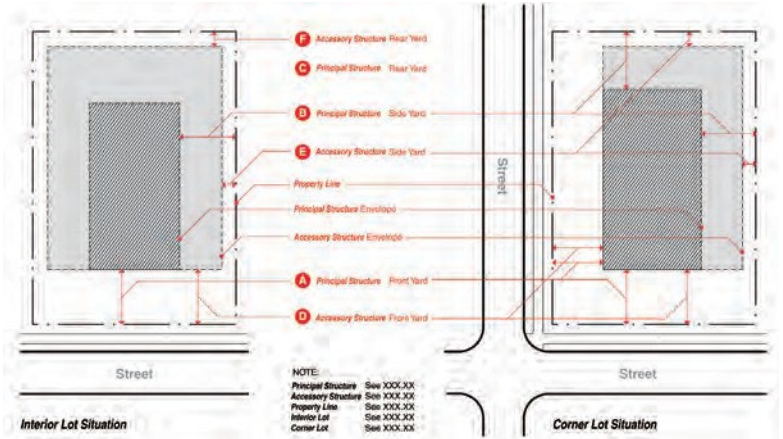 F Accessory Structure Rear Yard
C Principal Structure Rear Yard
B Principal Structure Side Yard
E Accessory Structure Side Yard
Property Line
Principal Structure Envelope
Accessory Structure Envelope
A Principal Structure Front Yard
D Accessory Structure Front Yard
Street
Street
Street
NOTE:
Principal Structure See XXX.XX
Accessory Structure See XXX.XX
Property Line See XXX.XX
Interior Lot See XXX.XX
Corner Lot See XXX.XX
Interior Lot Situation
Corner Lot Situation